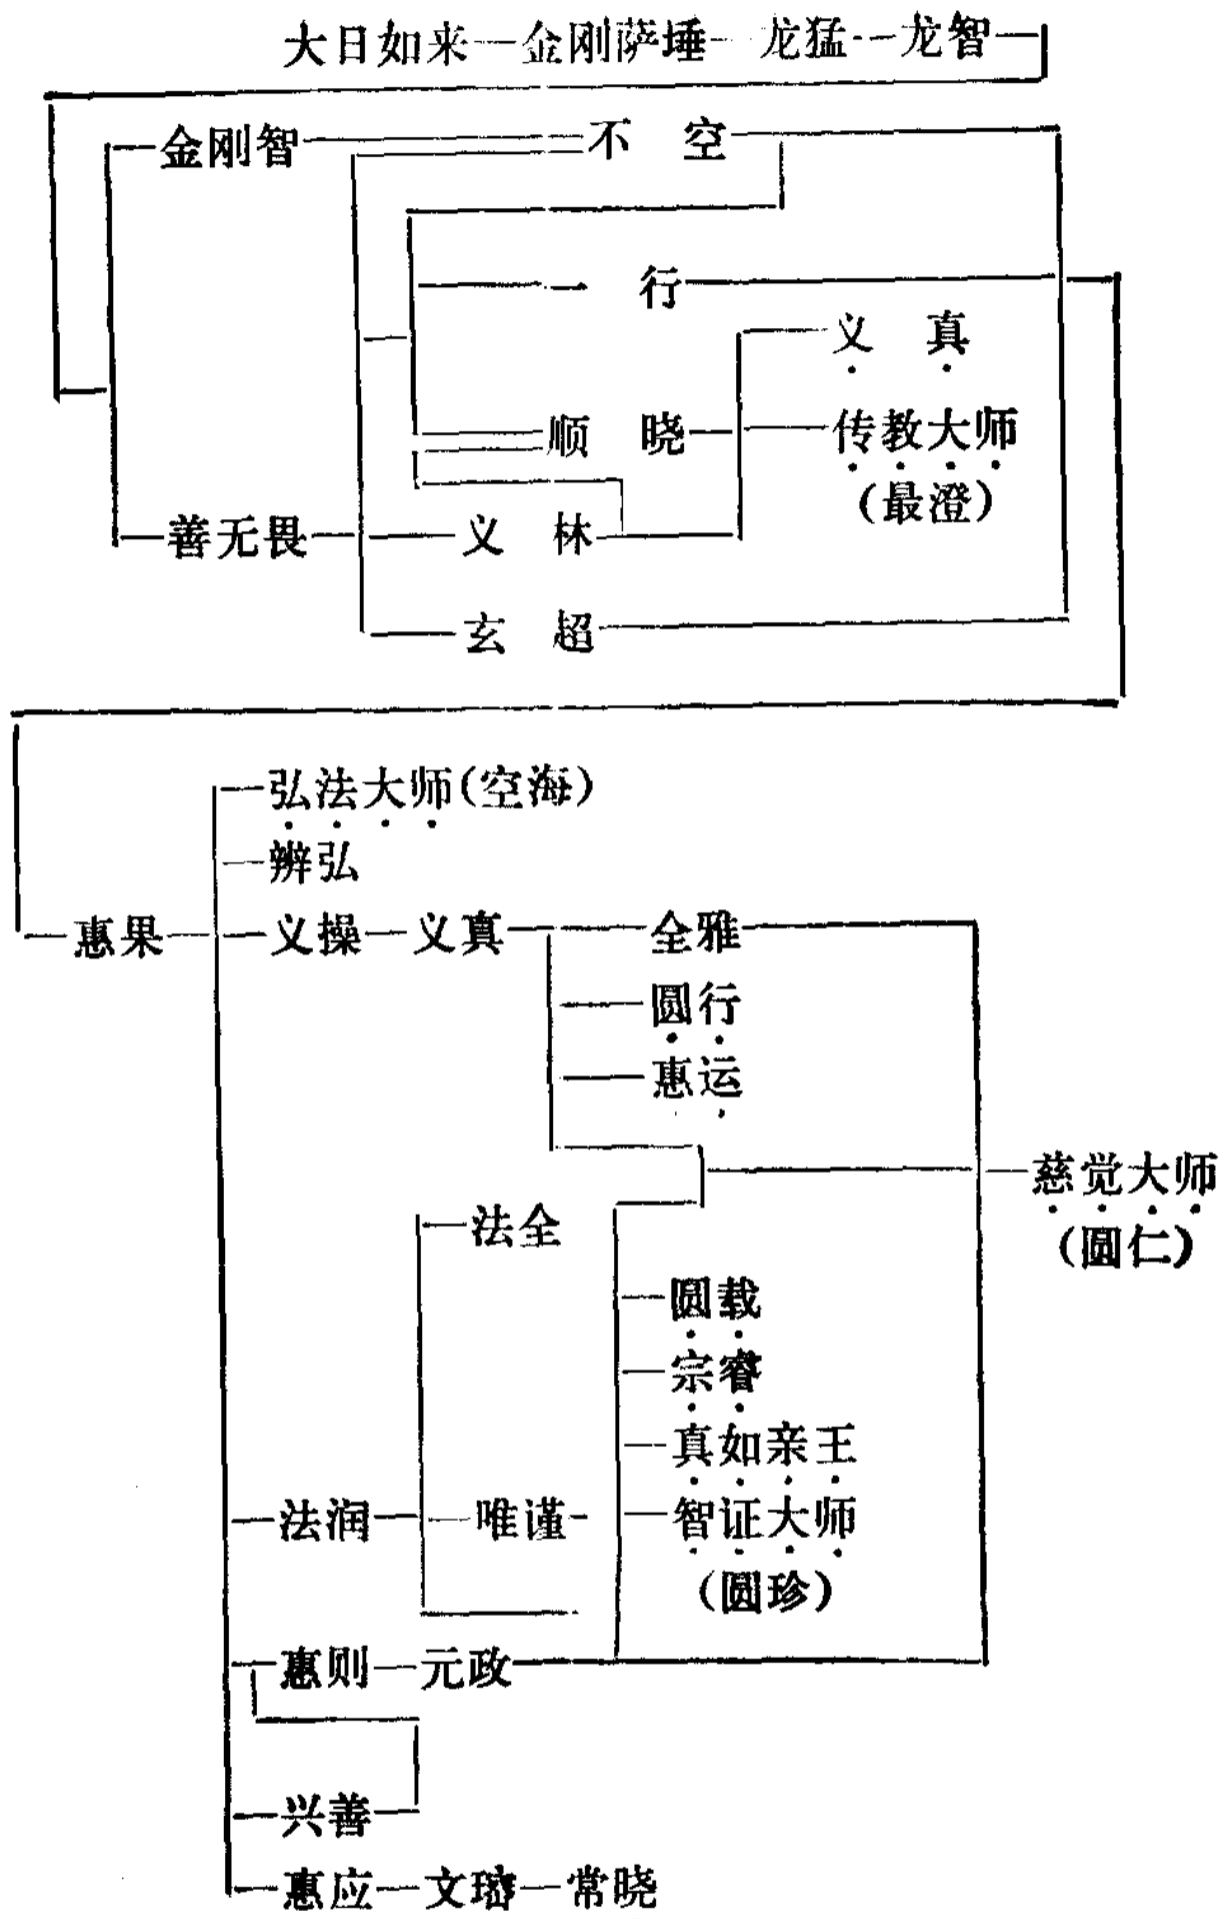 大日如来—金刚萨埵—龙猛--龙智
金刚智 不 空
一 行
义 真
顺 晓 传教大师
(最澄)
善无畏 义 林
玄 超
弘法大师(空海)
辨弘
惠果 义操—义真 全雅
圆行
惠运
慈觉大师
法全
(圆仁)
圆载
宗睿
真如亲王
法润 唯谨 智证大师
(圆珍)
惠则—元政
兴善
惠应—文璹—常晓